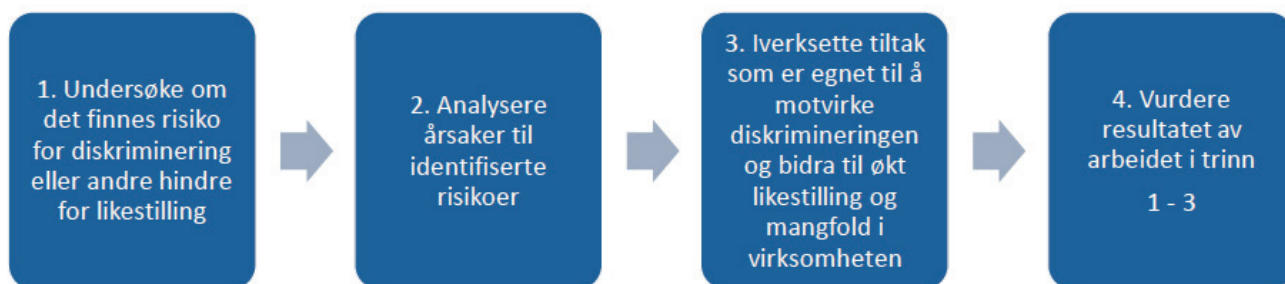 1. Undersøke om
det finnes risiko
for diskriminering
eller andre hindre
for likestilling
2. Analysere
årsaker til
identifiserte
risikoer
3. Iverksette tiltak
som er egnet til å
motvirke
diskrimineringen
og bidra til økt
likestilling og
mangfold i
virksomheten
4. Vurdere
resultatet av
arbeidet i trinn
1 - 3